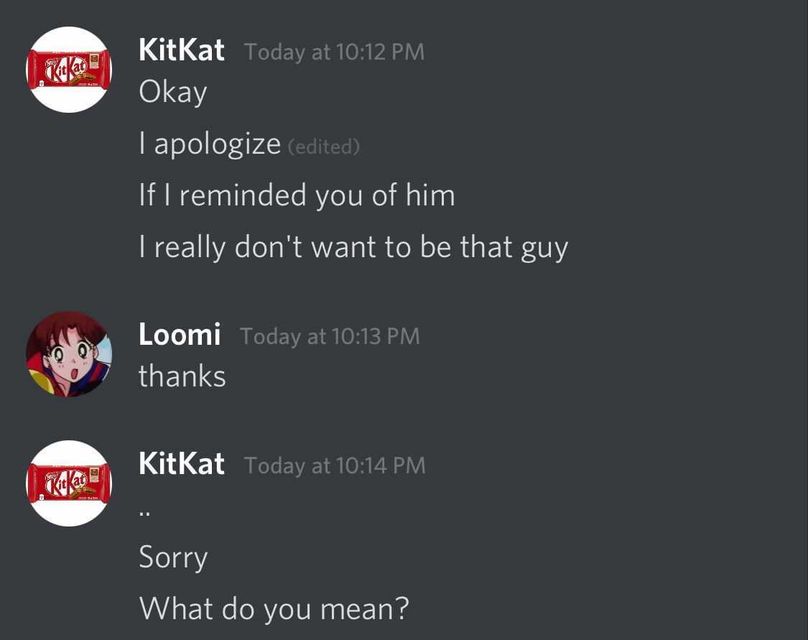 KitKat Today at 10:12 PM
Okay
I apologize (edited)
If I reminded you of him
I really don't want to be that guy
Loomi Today at 10:13 PM
thanks
KitKat Today at 10:14 PM
..
Sorry
What do you mean?